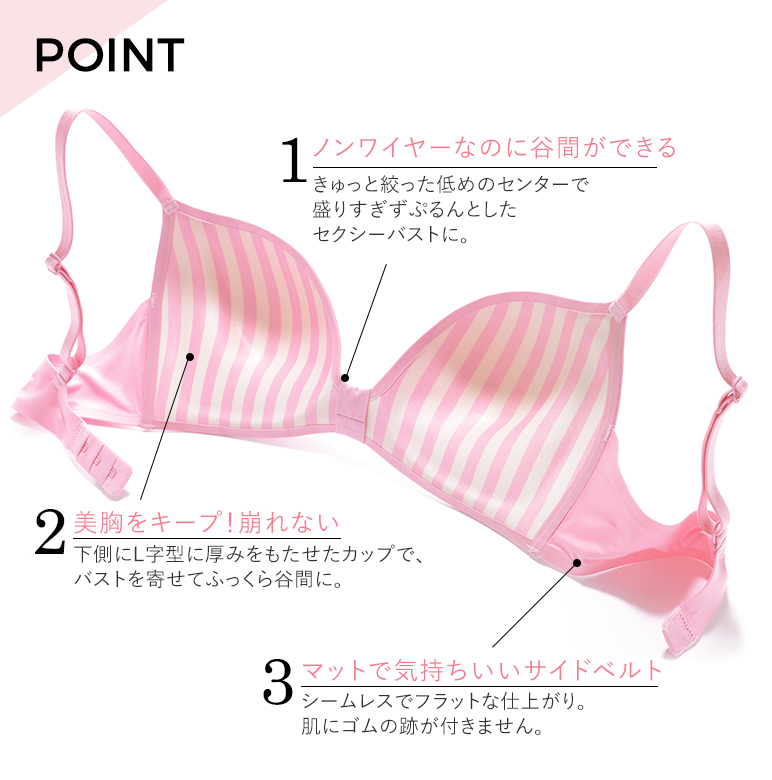 POINT
1
ノンワイヤーなのに谷間ができる
きゅっと絞った低めのセンターで
盛りすぎずぷるんとした
セクシーバストに。
2
美胸をキープ！崩れない
下側にL字型に厚みをもたせたカップで、
バストを寄せてふっくら谷間に。
3
マットで気持ちいいサイドベルト
シームレスでフラットな仕上がり。
肌にゴムの跡が付きません。